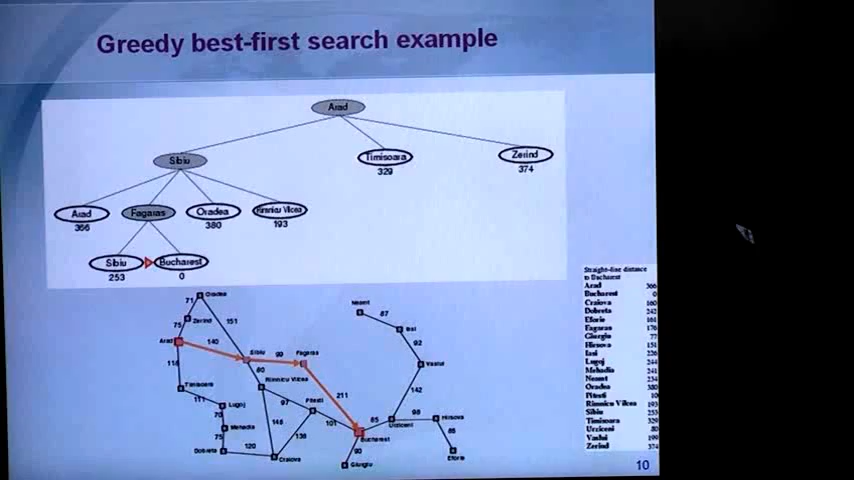 Greedy best-first search example
Arad
Sibiu
Timisoara
329
Zerind
374
Arad
366
Fagaras
Oradea
380
Rimnicu Vilcea
193
Sibiu
253
Bucharest
0
Oradea
71
Neamt
87
Zerind
151
Iasi
75
92
Arad
140
Sibiu
99
Fagaras
118
80
Vaslui
Timisoara
Rimnicu Vilcea
211
142
111
Lugoj
97
Pitesti
70
98
Hirsova
146
101
85
Urziceni
Mehadia
75
138
86
Bucharest
120
90
Dobreta
Craiova
Eforie
Giurgiu
Straight-line distance
to Bucharest
Arad 366
Bucharest 0
Craiova 160
Dobreta 242
Eforie 161
Fagaras 176
Giurgiu 77
Hirsova 151
Iasi 226
Lugoj 244
Mehadia 241
Neamt 234
Oradea 380
Pitesti 10
Rimnicu Vilcea 193
Sibiu 253
Timisoara 329
Urziceni 80
Vaslui 199
Zerind 374
10